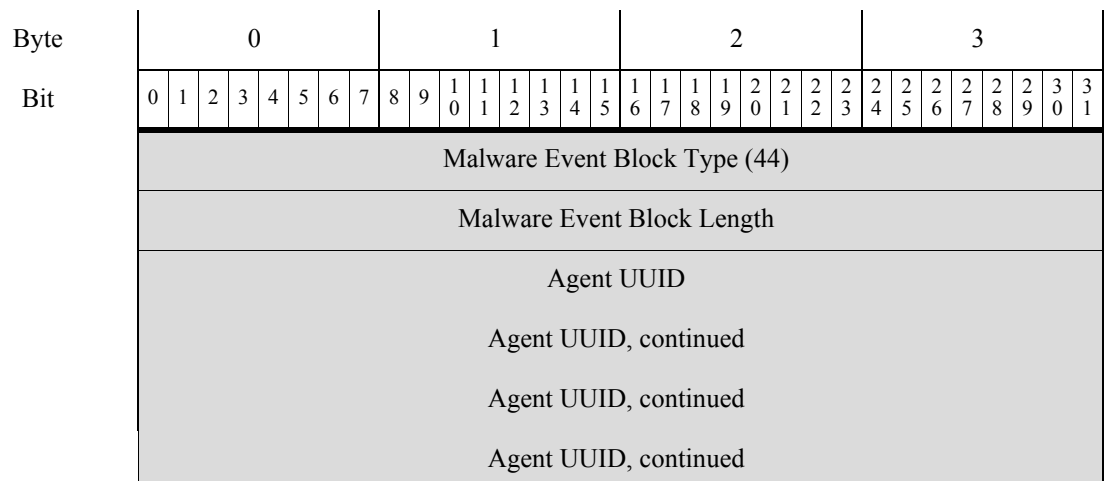 Byte 0 1 2 3
Bit 0 1 2 3 4 5 6 7 8 9 10 11 12 13 14 15 16 17 18 19 20 21 22 23 24 25 26 27 28 29 30 31
Malware Event Block Type (44)
Malware Event Block Length
Agent UUID
Agent UUID, continued
Agent UUID, continued
Agent UUID, continued